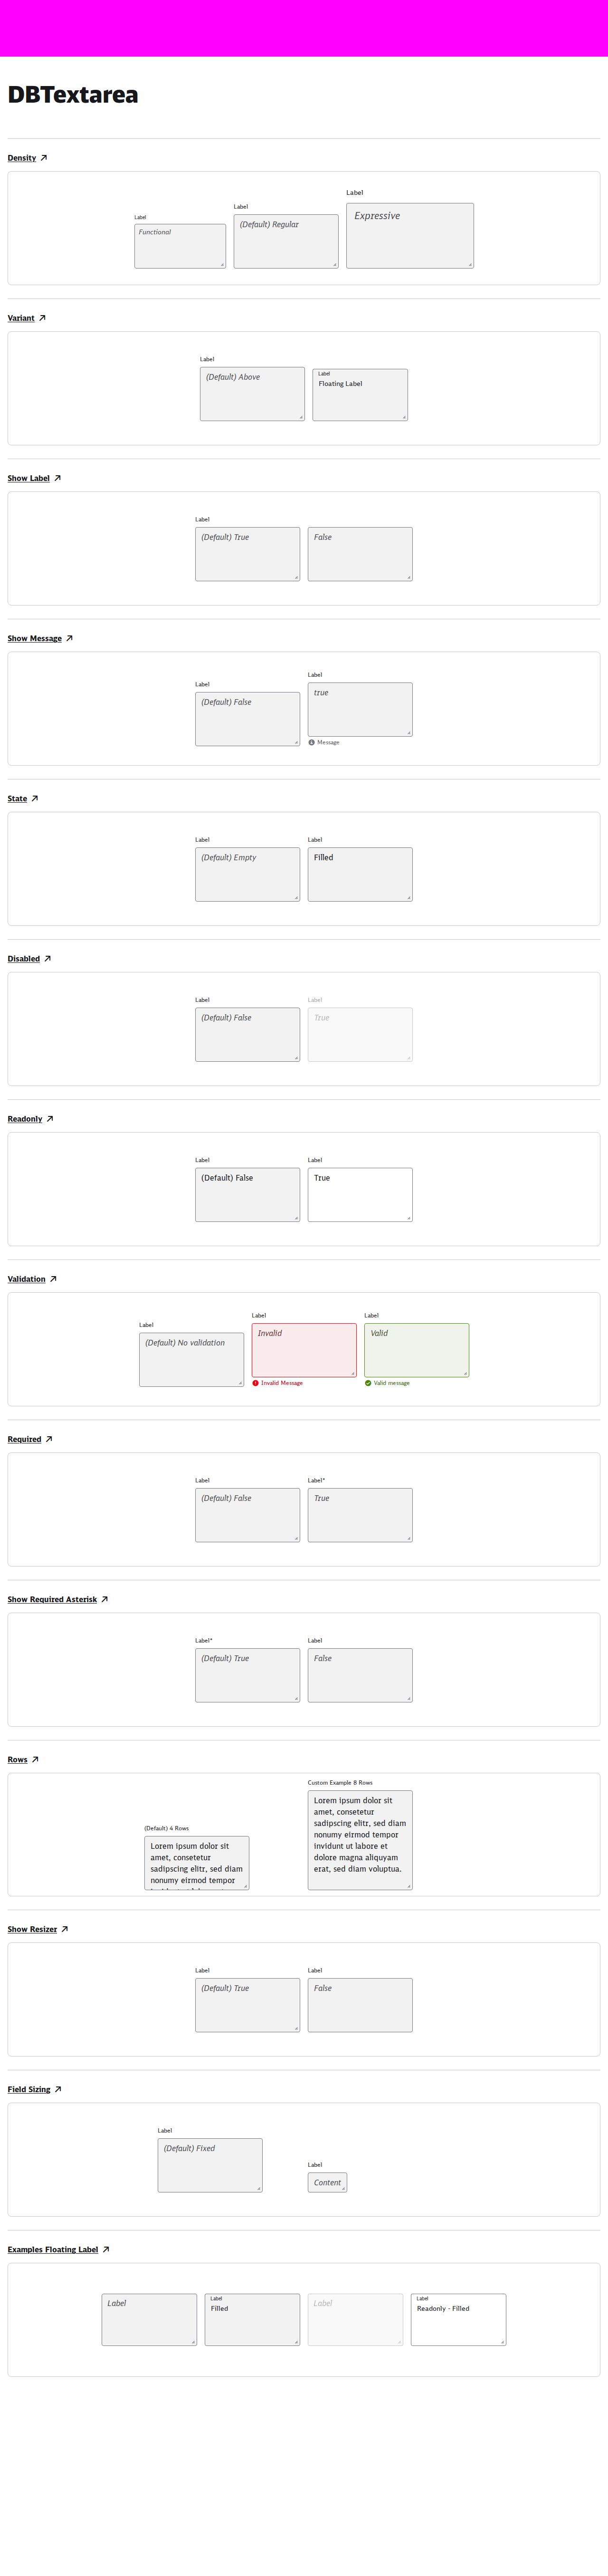 DBTextarea
Density
Label
Functional
Label
(Default) Regular
Label
Expressive
Variant
Label
(Default) Above
Label
Floating Label
Show Label
Label
(Default) True
False
Show Message
Label
(Default) False
Label
true
Message
State
Label
(Default) Empty
Label
Filled
Disabled
Label
(Default) False
Label
True
Readonly
Label
(Default) False
Label
True
Validation
Label
(Default) No validation
Label
Invalid
Invalid Message
Label
Valid
Valid message
Required
Label
(Default) False
Label*
True
Show Required Asterisk
Label*
(Default) True
Label
False
Rows
(Default) 4 Rows
Lorem ipsum dolor sit
amet, consetetur
sadipscing elitr, sed diam
nonumy eirmod tempor
Custom Example 8 Rows
Lorem ipsum dolor sit
amet, consetetur
sadipscing elitr, sed diam
nonumy eirmod tempor
invidunt ut labore et
dolore magna aliquyam
erat, sed diam voluptua.
Show Resizer
Label
(Default) True
Label
False
Field Sizing
Label
(Default) Fixed
Label
Content
Examples Floating Label
Label
Label
Filled
Label
Label
Readonly - Filled